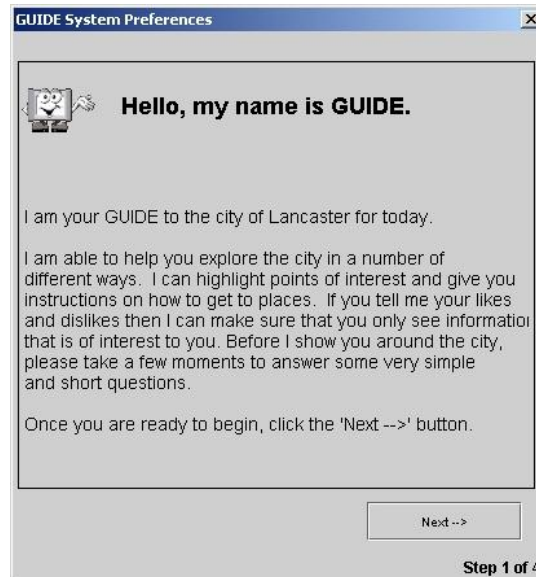 GUIDE System Preferences
Hello, my name is GUIDE.
I am your GUIDE to the city of Lancaster for today.
I am able to help you explore the city in a number of
different ways. I can highlight points of interest and give you
instructions on how to get to places. If you tell me your likes
and dislikes then I can make sure that you only see information
that is of interest to you. Before I show you around the city,
please take a few moments to answer some very simple
and short questions.
Once you are ready to begin, click the 'Next -->' button.
Next -->
Step 1 of 4